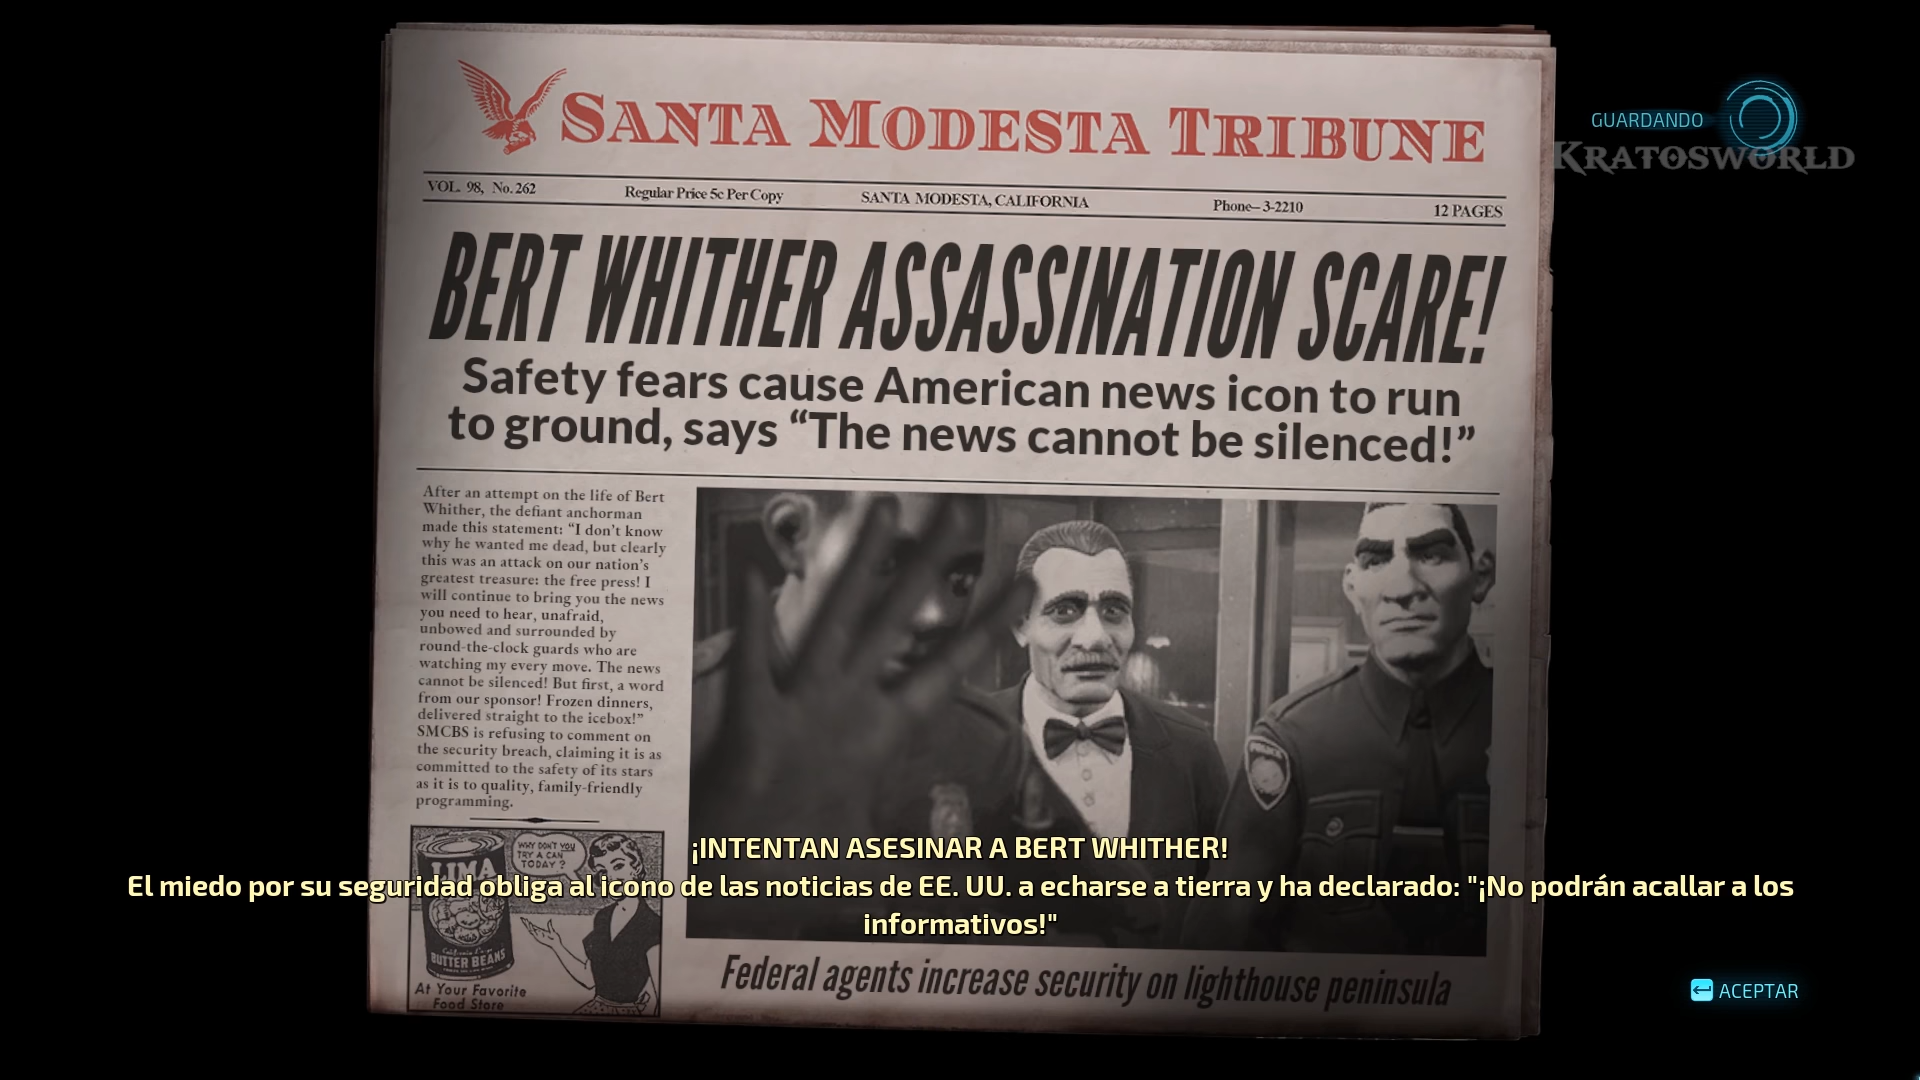 SANTA MODESTA TRIBUNE
GUARDANDO
KRATOSWORLD
VOL. 98, No. 262 Regular Price 5c Per Copy SANTA MODESTA, CALIFORNIA Phone–3-2210 12 PAGES
BERT WHITHER ASSASSINATION SCARE!
Safety fears cause American news icon to run
to ground, says “The news cannot be silenced!”
After an attempt on the life of Bert
Whither, the defiant anchorman
made this statement: “I don’t know
why he wanted me dead, but clearly
this was an attack on our nation’s
greatest treasure: the free press! I
will continue to bring you the news
you need to hear, unafraid,
unbowed and surrounded by
round-the-clock guards who are
watching my every move. The news
cannot be silenced! But first, a word
from our sponsor! Frozen dinners,
delivered straight to the icebox!”
SMCBS is refusing to comment on
the security breach, claiming it is as
committed to the safety of its stars
as it is to quality, family-friendly
programming.
POLICE
WHY DON'T YOU
TRY A CAN
TODAY?
LIMA
BUTTER BEANS
At Your Favorite
Food Store
¡INTENTAN ASESINAR A BERT WHITHER!
El miedo por su seguridad obliga al icono de las noticias de EE. UU. a echarse a tierra y ha declarado: "¡No podrán acallar a los
informativos!"
Federal agents increase security on lighthouse peninsula
ACEPTAR